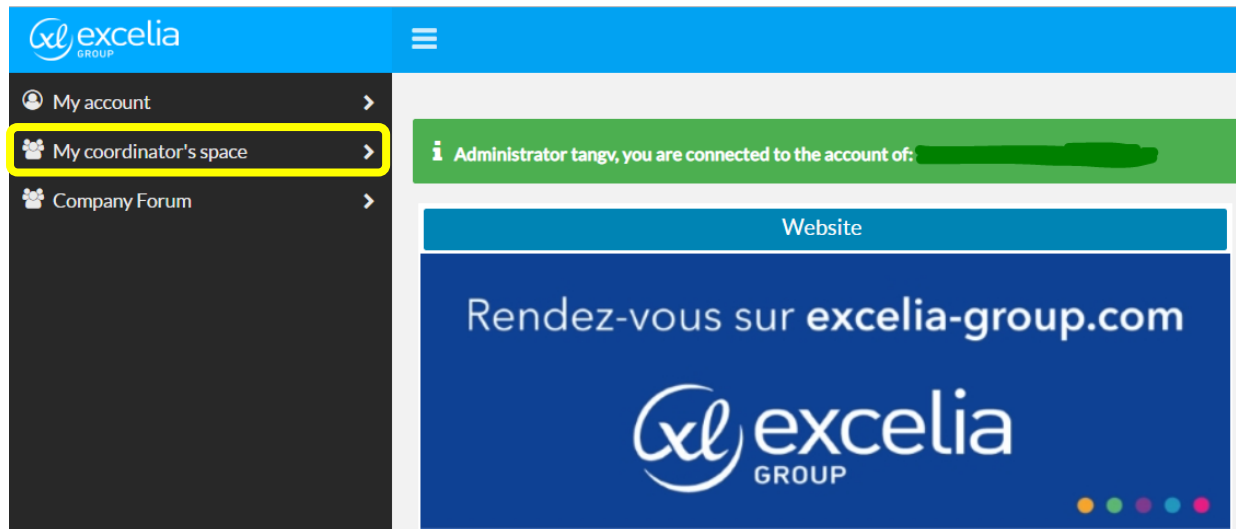 excelia
GROUP
My account
My coordinator's space
Company Forum
Administrator tangv, you are connected to the account of:
Website
Rendez-vous sur excelia-group.com
xl excelia
GROUP